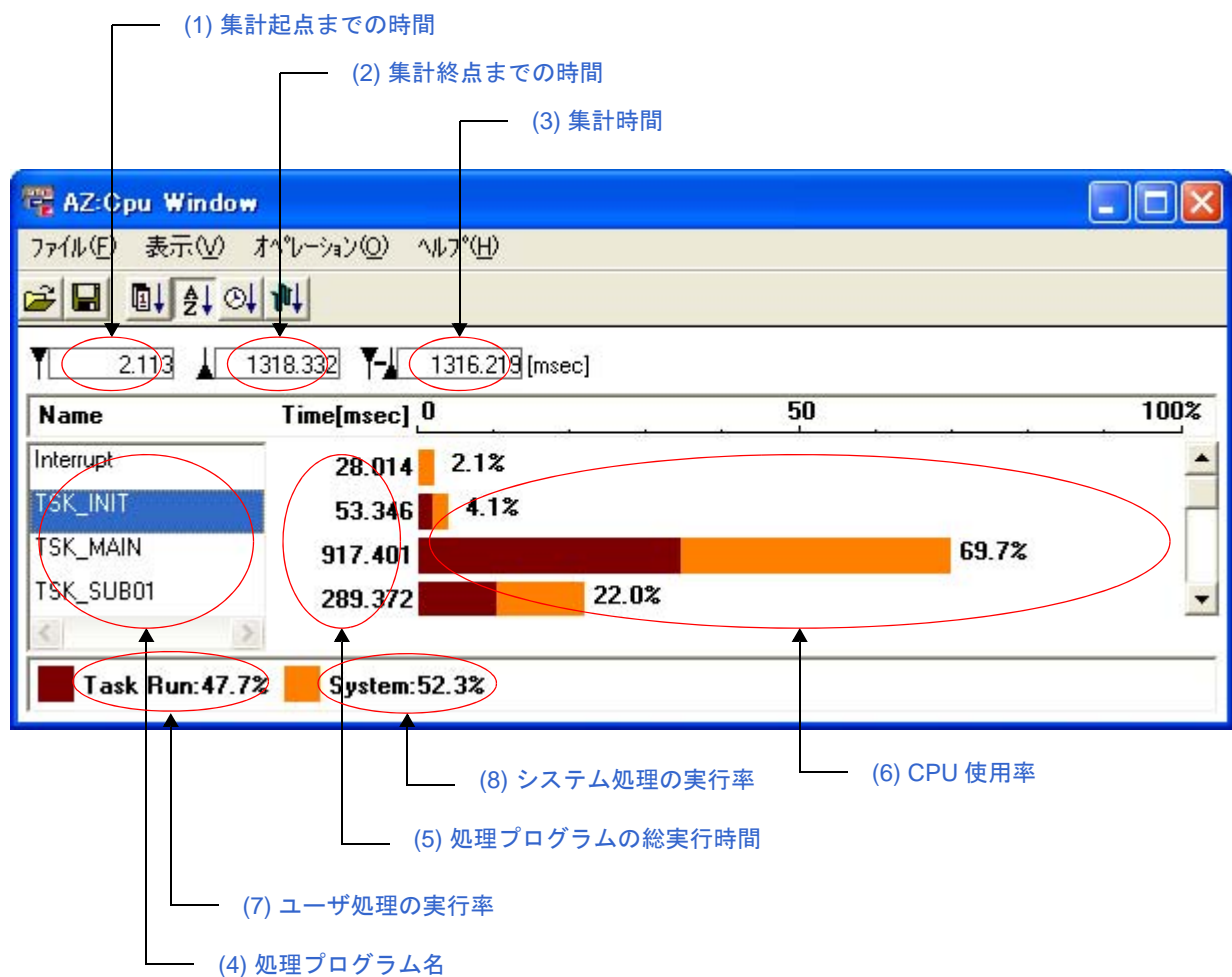 (1) 集計起点までの時間
(2) 集計終点までの時間
(3) 集計時間
AZ:Cpu Window
ファイル(F) 表示(V) オペレーション(O) ヘルプ(H)
2.113 1318.332 1316.219 [msec]
Name Time[msec] 0 50 100%
Interrupt 28.014 2.1%
TSK_INIT 53.346 4.1%
TSK_MAIN 917.401 69.7%
TSK_SUB01 289.372 22.0%
Task Run:47.7% System:52.3%
(8) システム処理の実行率
(6) CPU 使用率
(5) 処理プログラムの総実行時間
(7) ユーザ処理の実行率
(4) 処理プログラム名